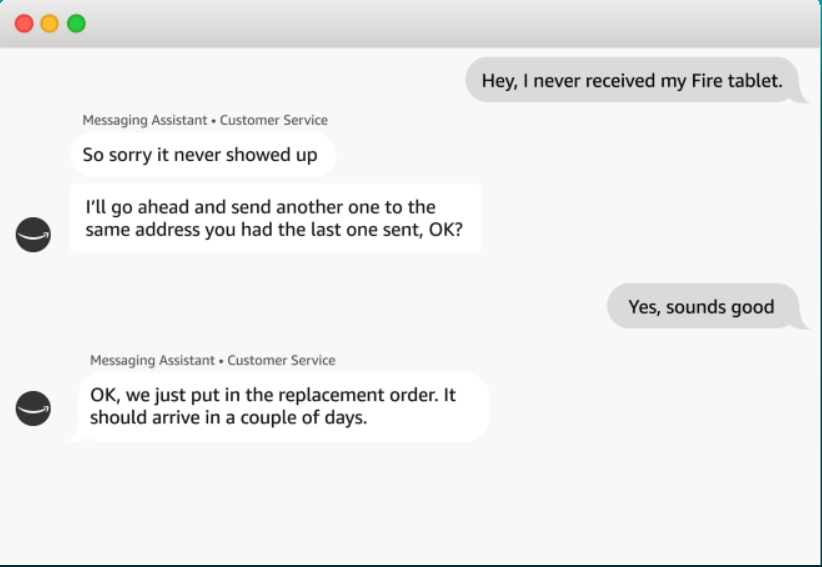 Hey, I never received my Fire tablet.
Messaging Assistant • Customer Service
So sorry it never showed up
I’ll go ahead and send another one to the
same address you had the last one sent, OK?
Yes, sounds good
Messaging Assistant • Customer Service
OK, we just put in the replacement order. It
should arrive in a couple of days.